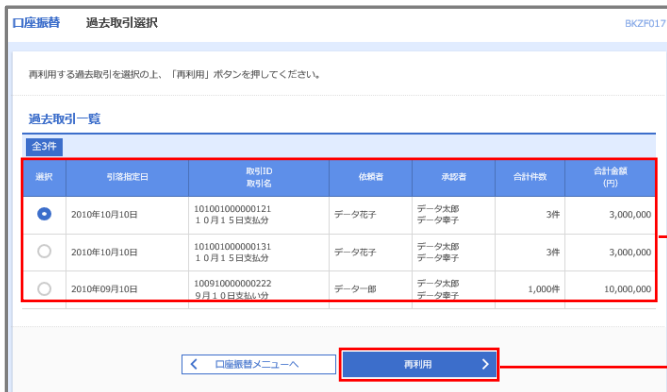 口座振替 過去取引選択 BKZF017
再利用する過去取引を選択の上、「再利用」ボタンを押してください。
過去取引一覧
全3件
選択 引落指定日 取引ID 依頼者 承認者 合計件数 合計金額
取引名 (円)
2010年10月10日 101001000000121 データ花子 データ太郎 3件 3,000,000
10月15日支払分 データ幸子
2010年10月10日 101001000000131 データ花子 データ太郎 3件 3,000,000
10月15日支払分 データ幸子
2010年09月10日 100910000000222 データ一郎 データ太郎 1,000件 10,000,000
9月10日支払い分 データ幸子
口座振替メニューへ 再利用